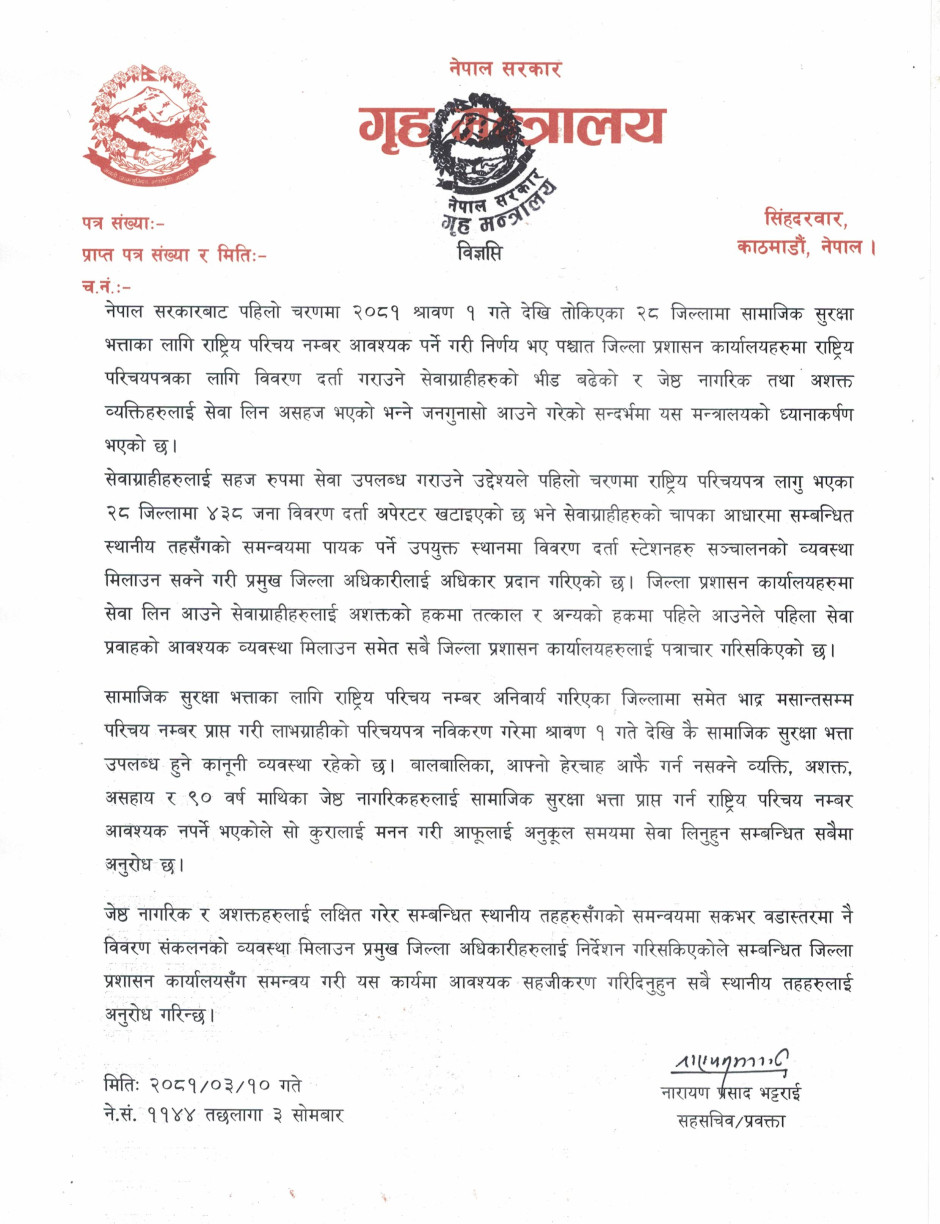 नेपाल सरकार
गृह मन्त्रालय
नेपाल सरकार
गृह मन्त्रालय
विज्ञप्ति
पत्र संख्याः–
प्राप्त पत्र संख्या र मितिः–
च.नं.:–
सिंहदरवार,
काठमाडौं, नेपाल ।
नेपाल सरकारबाट पहिलो चरणमा २०८१ श्रावण १ गते देखि तोकिएका २८ जिल्लामा सामाजिक सुरक्षा
भत्ताका लागि राष्ट्रिय परिचय नम्बर आवश्यक पर्ने गरी निर्णय भए पश्चात जिल्ला प्रशासन कार्यालयहरुमा राष्ट्रिय
परिचयपत्रका लागि विवरण दर्ता गराउने सेवाग्राहीहरुको भीड बढेको र जेष्ठ नागरिक तथा अशक्त
व्यक्तिहरुलाई सेवा लिन असहज भएको भन्ने जनगुनासो आउने गरेको सन्दर्भमा यस मन्त्रालयको ध्यानाकर्षण
भएको छ।
सेवाग्राहीहरुलाई सहज रुपमा सेवा उपलब्ध गराउने उद्देश्यले पहिलो चरणमा राष्ट्रिय परिचयपत्र लागु भएका
२८ जिल्लामा ४३८ जना विवरण दर्ता अपेरटर खटाइएको छ भने सेवाग्राहीहरुको चापका आधारमा सम्बन्धित
स्थानीय तहसँगको समन्वयमा पायक पर्ने उपयुक्त स्थानमा विवरण दर्ता स्टेशनहरु सञ्चालनको व्यवस्था
मिलाउन सक्ने गरी प्रमुख जिल्ला अधिकारीलाई अधिकार प्रदान गरिएको छ। जिल्ला प्रशासन कार्यालयहरुमा
सेवा लिन आउने सेवाग्राहीहरुलाई अशक्तको हकमा तत्काल र अन्यको हकमा पहिले आउनेले पहिला सेवा
प्रवाहको आवश्यक व्यवस्था मिलाउन समेत सबै जिल्ला प्रशासन कार्यालयहरुलाई पत्राचार गरिसकिएको छ।
सामाजिक सुरक्षा भत्ताका लागि राष्ट्रिय परिचय नम्बर अनिवार्य गरिएका जिल्लामा समेत भाद्र मसान्तसम्म
परिचय नम्बर प्राप्त गरी लाभग्राहीको परिचयपत्र नविकरण गरेमा श्रावण १ गते देखि कै सामाजिक सुरक्षा भत्ता
उपलब्ध हुने कानूनी व्यवस्था रहेको छ। बालबालिका, आफ्नो हेरचाह आफै गर्न नसक्ने व्यक्ति, अशक्त,
असहाय र ९० वर्ष माथिका जेष्ठ नागरिकहरुलाई सामाजिक सुरक्षा भत्ता प्राप्त गर्न राष्ट्रिय परिचय नम्बर
आवश्यक नपर्ने भएकोले सो कुरालाई मनन गरी आफूलाई अनुकूल समयमा सेवा लिनुहुन सम्बन्धित सबैमा
अनुरोध छ।
जेष्ठ नागरिक र अशक्तहरुलाई लक्षित गरेर सम्बन्धित स्थानीय तहहरुसँगको समन्वयमा सकभर वडास्तरमा नै
विवरण संकलनको व्यवस्था मिलाउन प्रमुख जिल्ला अधिकारीहरुलाई निर्देशन गरिसकिएकोले सम्बन्धित जिल्ला
प्रशासन कार्यालयसँग समन्वय गरी यस कार्यमा आवश्यक सहजीकरण गरिदिनुहुन सबै स्थानीय तहहरुलाई
अनुरोध गरिन्छ।
मितिः २०८१/०३/१० गते
ने.सं. ११४४ तछलागा ३ सोमबार
नारायण प्रसाद भट्टराई
सहसचिव/प्रवक्ता